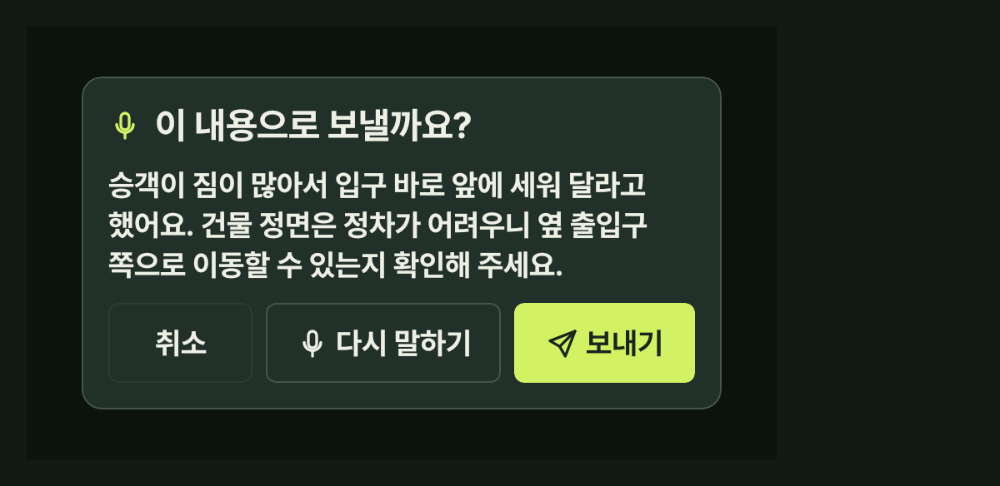 이 내용으로 보낼까요?
승객이 짐이 많아서 입구 바로 앞에 세워 달라고
했어요. 건물 정면은 정차가 어려우니 옆 출입구
쪽으로 이동할 수 있는지 확인해 주세요.
취소
다시 말하기
보내기